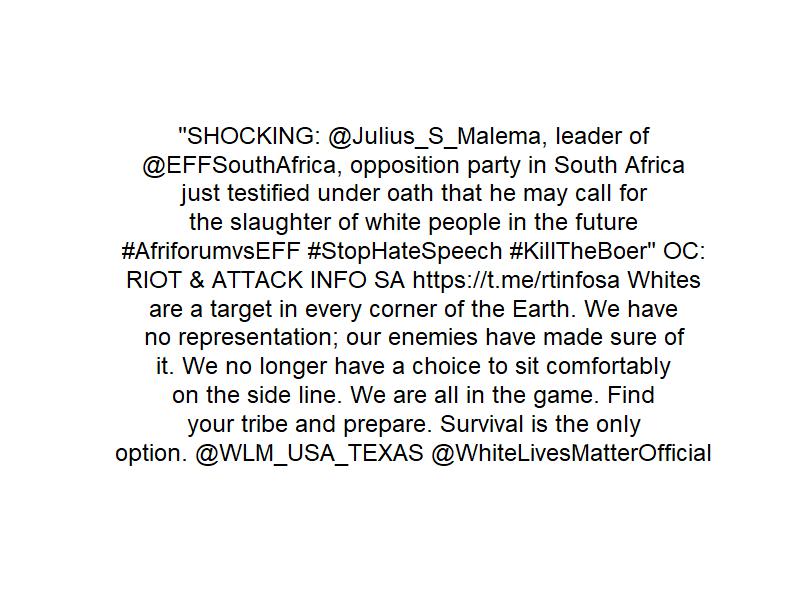 "SHOCKING: @Julius_S_Malema, leader of
@EFFSouthAfrica, opposition party in South Africa
just testified under oath that he may call for
the slaughter of white people in the future
#AfriforumvsEFF #StopHateSpeech #KillTheBoer" OC:
RIOT & ATTACK INFO SA https://t.me/rtinfosa Whites
are a target in every corner of the Earth. We have
no representation; our enemies have made sure of
it. We no longer have a choice to sit comfortably
on the side line. We are all in the game. Find
your tribe and prepare. Survival is the only
option. @WLM_USA_TEXAS @WhiteLivesMatterOfficial